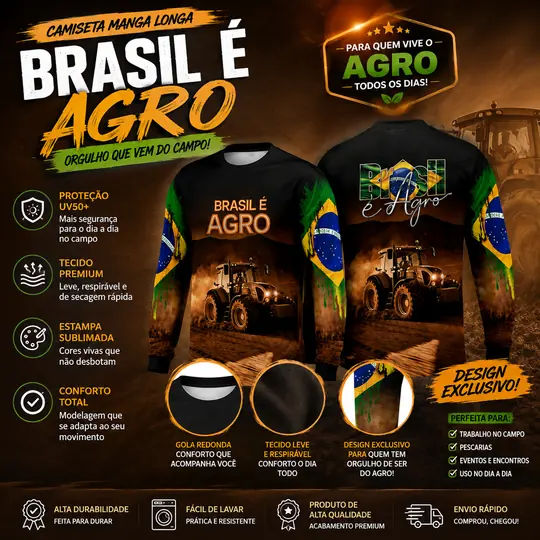 CAMISETA MANGA LONGA
BRASIL É
AGRO
ORGULHO QUE VEM DO CAMPO!
PARA QUEM VIVE O
AGRO
TODOS OS DIAS!
PROTEÇÃO
UV50+
Mais segurança
para o dia a dia
no campo
TECIDO
PREMIUM
Leve, respirável e
de secagem rápida
ESTAMPA
SUBLIMADA
Cores vivas que
não desbotam
CONFORTO
TOTAL
Modelagem que
se adapta ao seu
movimento
BRASIL É
AGRO
Brasil
é Agro
GOLA REDONDA
CONFORTO QUE
ACOMPANHA VOCÊ
TECIDO LEVE
E RESPIRÁVEL
CONFORTO O DIA
TODO
DESIGN EXCLUSIVO
PARA QUEM TEM
ORGULHO DE SER
DO AGRO!
DESIGN
EXCLUSIVO!
PERFEITA PARA:
TRABALHO NO CAMPO
PESCARIAS
EVENTOS E ENCONTROS
USO NO DIA A DIA
ALTA DURABILIDADE
FEITA PARA DURAR
FÁCIL DE LAVAR
PRÁTICA E RESISTENTE
PRODUTO DE
ALTA QUALIDADE
ACABAMENTO PREMIUM
ENVIO RÁPIDO
COMPROU, CHEGOU!